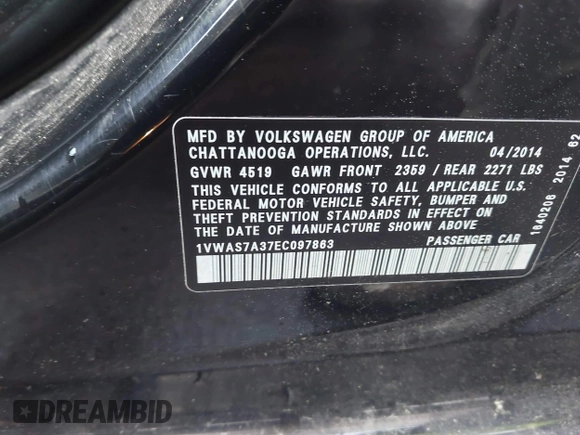 MFD BY VOLKSWAGEN GROUP OF AMERICA
CHATTANOOGA OPERATIONS, LLC. 04/2014
GVWR 4519 GAWR FRONT 2359 / REAR 2271 LBS
THIS VEHICLE CONFORMS TO ALL APPLICABLE U.S.
FEDERAL MOTOR VEHICLE SAFETY, BUMPER AND
THEFT PREVENTION STANDARDS IN EFFECT ON
THE DATE OF MANUFACTURE SHOWN ABOVE
1VWAS7A37EC097863 PASSENGER CAR
1640206 2014 62
DREAMBID